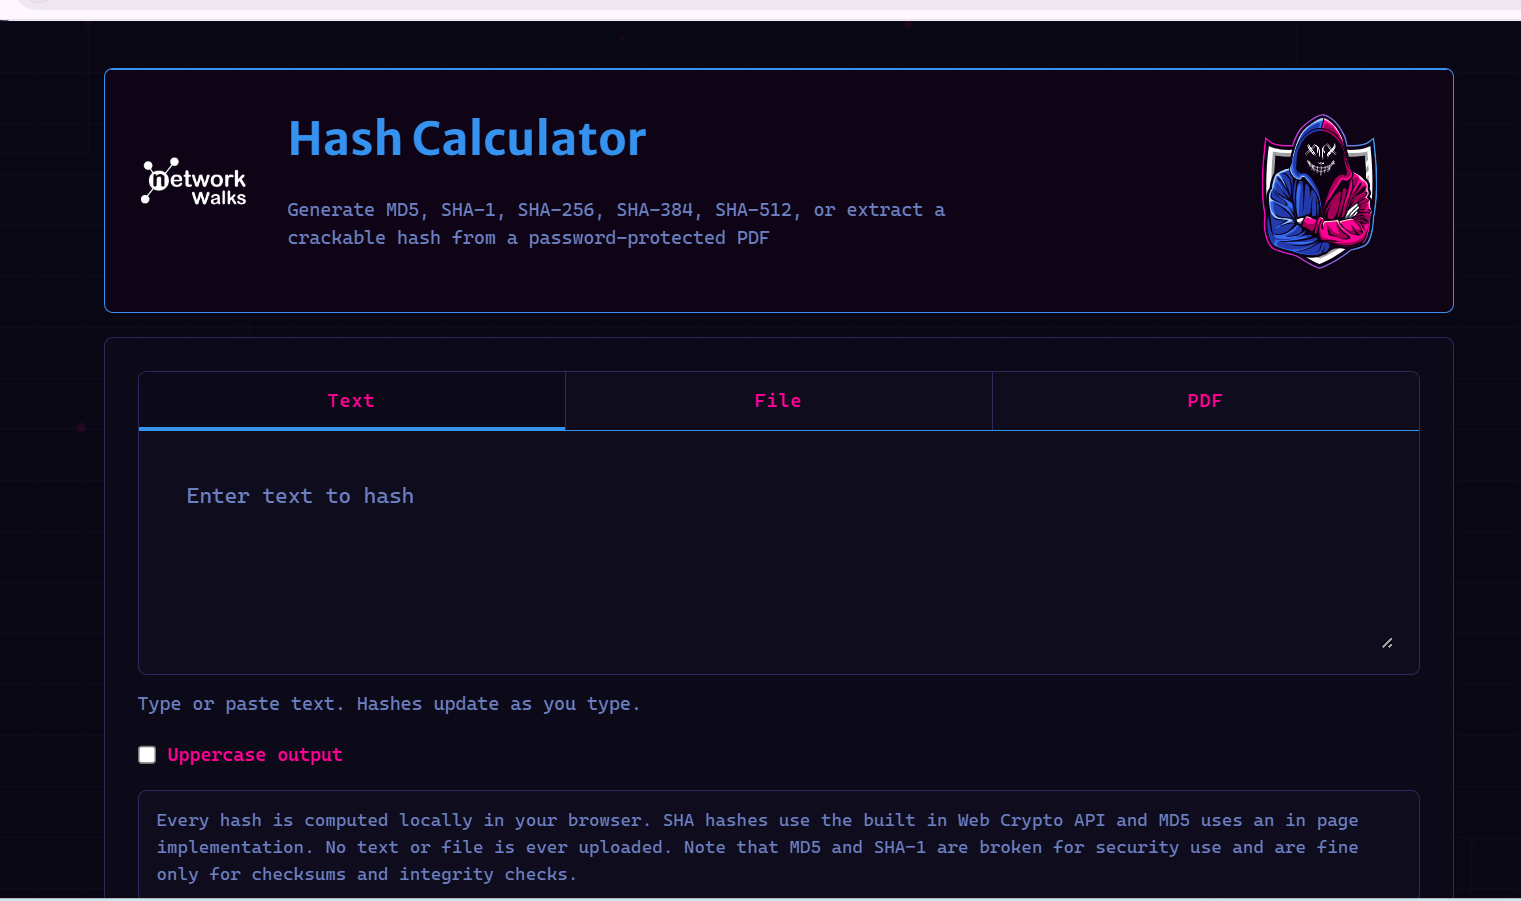 network
Walks
Hash Calculator
Generate MD5, SHA-1, SHA-256, SHA-384, SHA-512, or extract a
crackable hash from a password-protected PDF
Text
File
PDF
Enter text to hash
Type or paste text. Hashes update as you type.
Uppercase output
Every hash is computed locally in your browser. SHA hashes use the built in Web Crypto API and MD5 uses an in page
implementation. No text or file is ever uploaded. Note that MD5 and SHA-1 are broken for security use and are fine
only for checksums and integrity checks.